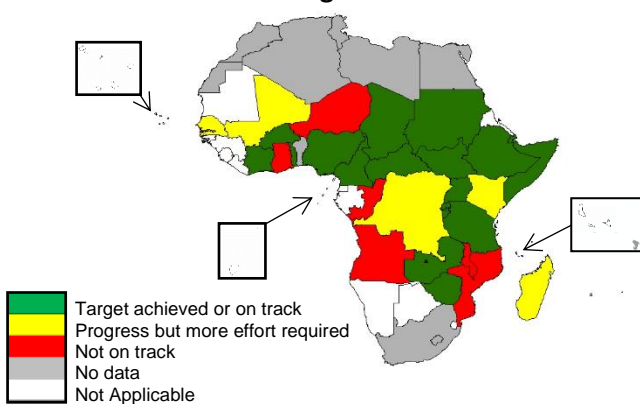 Target achieved or on track
Progress but more effort required
Not on track
No data
Not Applicable